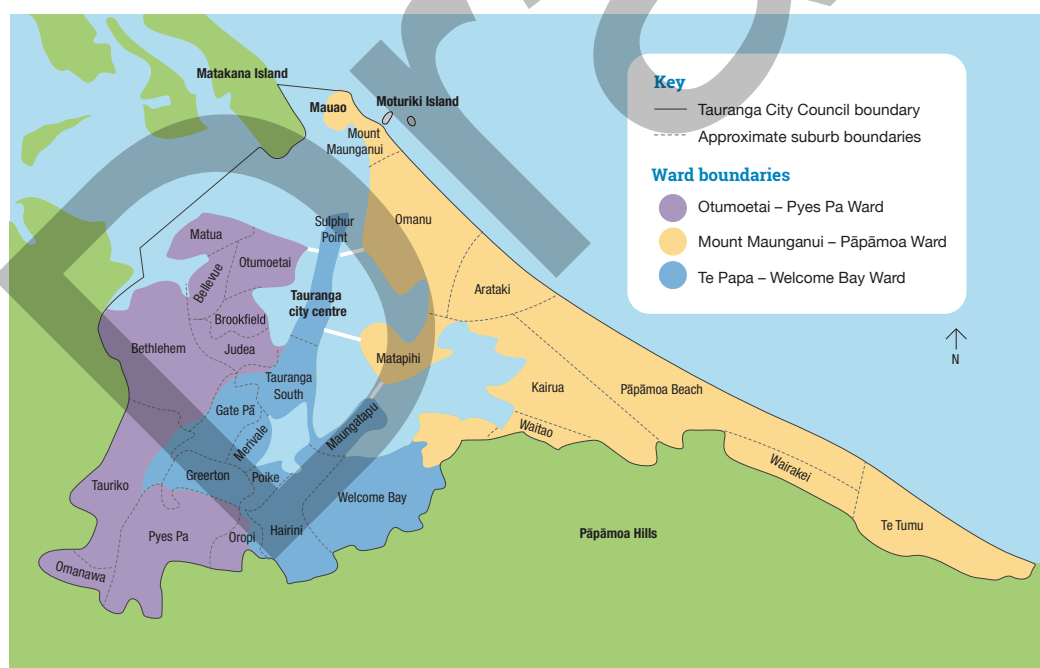 Matakana Island
Mauao
Moturiki Island
Mount
Maunganui
Key
Tauranga City Council boundary
Approximate suburb boundaries
Ward boundaries
Otumoetai – Pyes Pa Ward
Mount Maunganui – Pāpāmoa Ward
Te Papa – Welcome Bay Ward
N
Sulphur
Point
Omanu
Matua
Otumoetai
Bellevue
Arataki
Tauranga
city centre
Brookfield
Bethlehem
Judea
Matapihi
Tauranga
South
Kairua
Pāpāmoa Beach
Gate Pā
Merivale
Maungatapu
Waitao
Wairakei
Tauriko
Greerton
Poike
Welcome Bay
Te Tumu
Pyes Pa
Oropi
Hairini
Pāpāmoa Hills
Omanawa